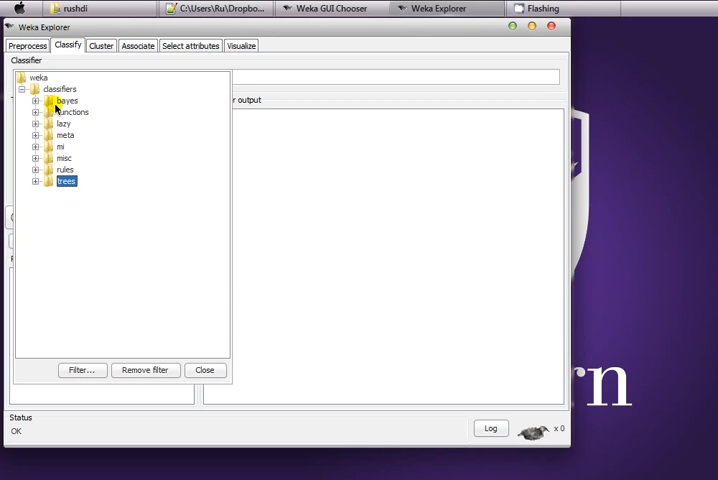 rushdi
C:\Users\Ru\Dropbo...
Weka GUI Chooser
Weka Explorer
Flashing
Weka Explorer
Preprocess
Classify
Cluster
Associate
Select attributes
Visualize
Classifier
weka
classifiers
bayes
functions
lazy
meta
mi
misc
rules
trees
r output
Filter...
Remove filter
Close
Status
OK
Log
x 0
rn